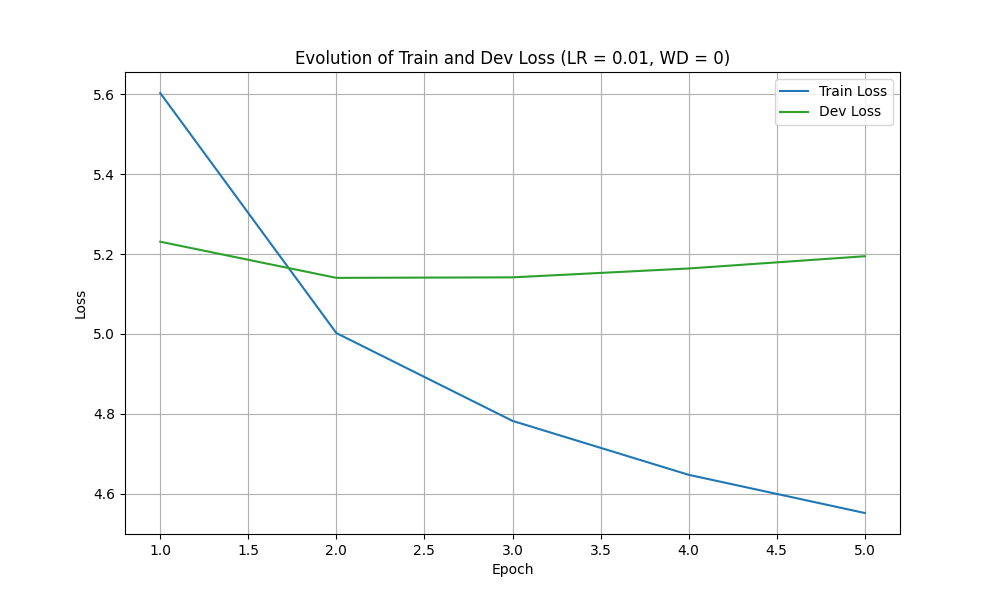 Evolution of Train and Dev Loss (LR = 0.01, WD = 0)
Train Loss
Dev Loss
5.6
5.4
5.2
5.0
4.8
4.6
Loss
1.0 1.5 2.0 2.5 3.0 3.5 4.0 4.5 5.0
Epoch